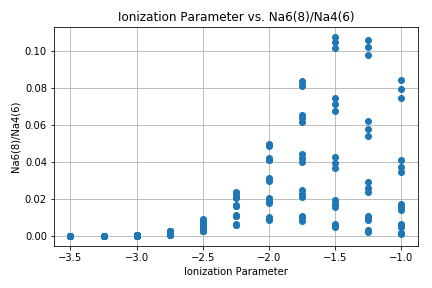 Ionization Parameter vs. Na6(8)/Na4(6)
0.10
0.08
0.06
0.04
0.02
0.00
Na6(8)/Na4(6)
−3.5 −3.0 −2.5 −2.0 −1.5 −1.0
Ionization Parameter